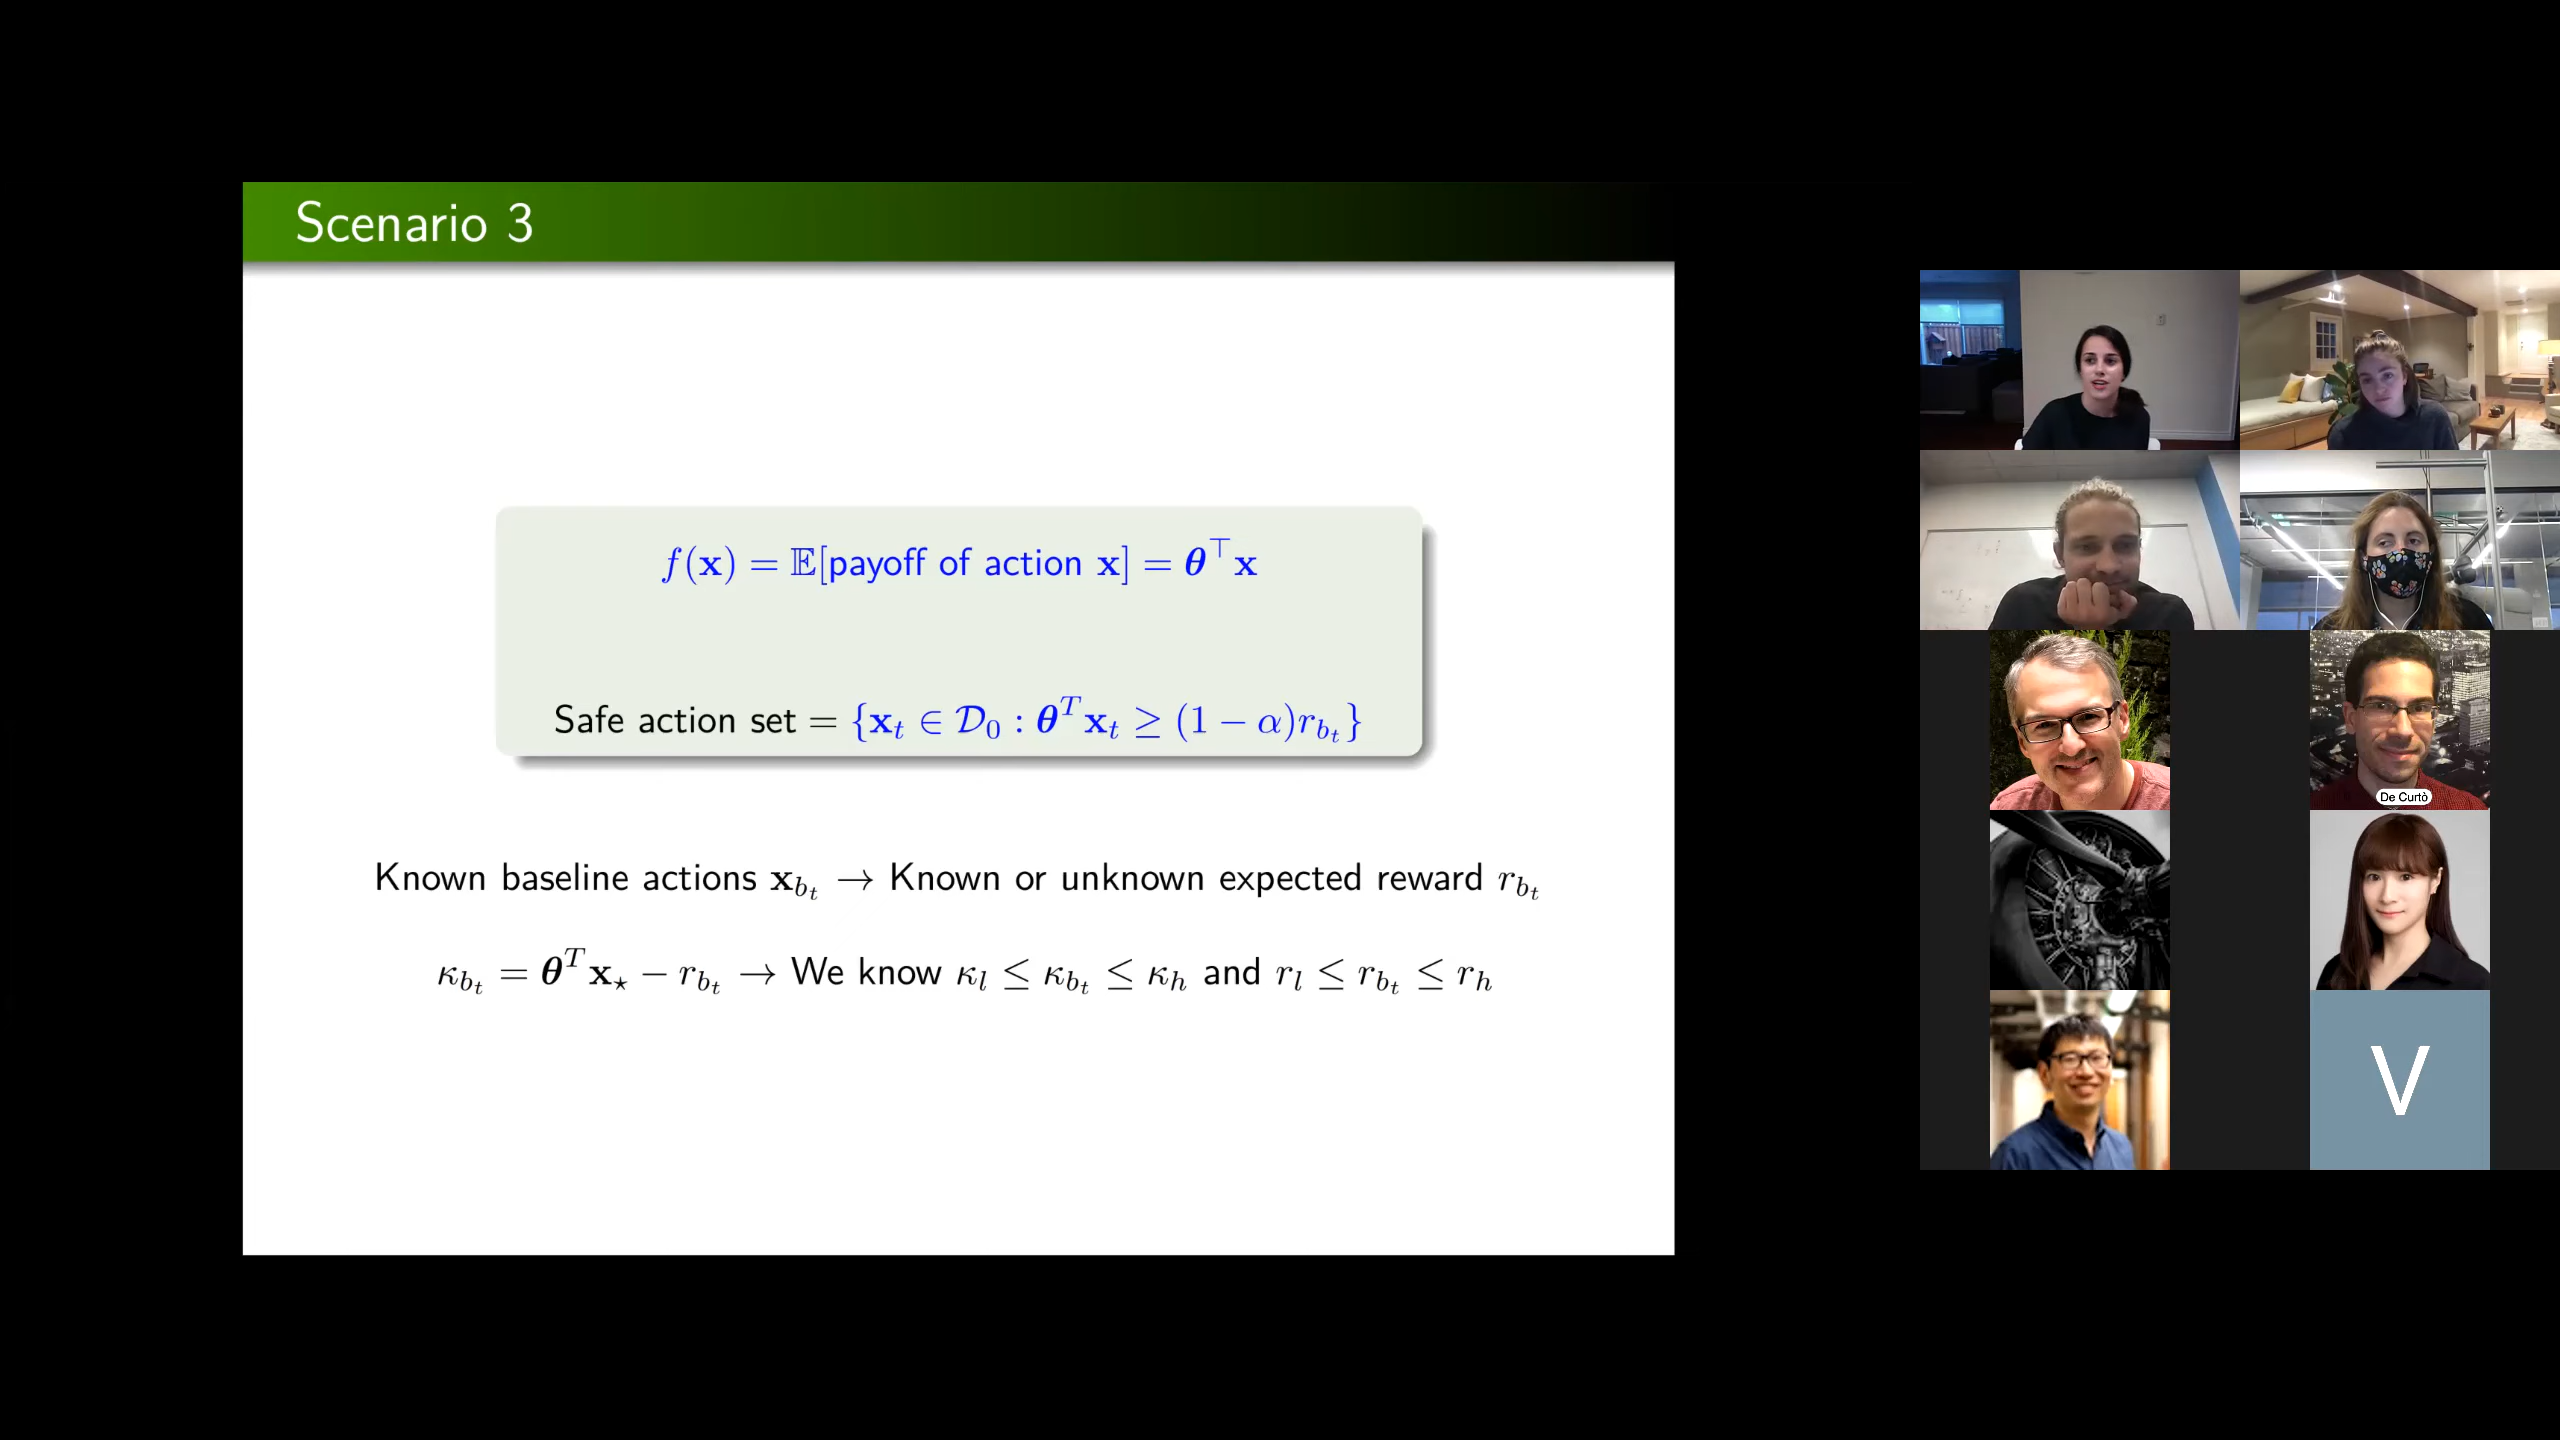 Scenario 3
f(x) = 𝔼[payoff of action x] = θ^⊤ x
Safe action set = {x_t ∈ 𝒟_0 : θ^T x_t ≥ (1 − α)r_{b_t}}
Known baseline actions x_{b_t} → Known or unknown expected reward r_{b_t}
κ_{b_t} = θ^T x_⋆ − r_{b_t} → We know κ_l ≤ κ_{b_t} ≤ κ_h and r_l ≤ r_{b_t} ≤ r_h
De Curtò
V